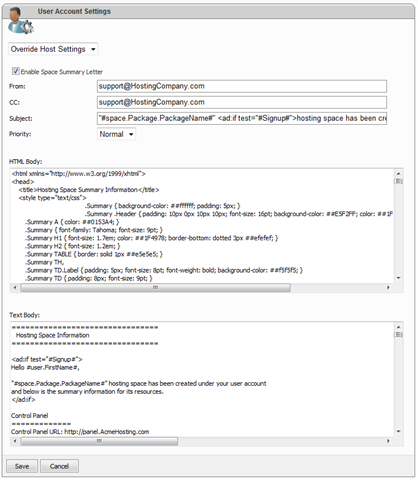 User Account Settings
Override Host Settings
Enable Space Summary Letter
From: support@HostingCompany.com
CC: support@HostingCompany.com
Subject: "#space.Package.PackageName#" <ad:if test="#Signup#">hosting space has been cre
Priority: Normal
HTML Body:
<html xmlns="http://www.w3.org/1999/xhtml">
<head>
<title>Hosting Space Summary Information</title>
<style type="text/css">
.Summary { background-color: ##ffffff; padding: 5px; }
.Summary .Header { padding: 10px 0px 10px 10px; font-size: 16pt; background-color: ##E5F2FF; color: ##1F
.Summary A { color: ##0153A4; }
.Summary { font-family: Tahoma; font-size: 9pt; }
.Summary H1 { font-size: 1.7em; color: ##1F4978; border-bottom: dotted 3px ##efefef; }
.Summary H2 { font-size: 1.2em; }
.Summary TABLE { border: solid 1px ##e5e5e5; }
.Summary TH,
.Summary TD.Label { padding: 5px; font-size: 8pt; font-weight: bold; background-color: ##f5f5f5; }
.Summary TD { padding: 8px; font-size: 9pt; }
Text Body:
=================================
Hosting Space Information
=================================
<ad:if test="#Signup#">
Hello #user.FirstName#,
"#space.Package.PackageName#" hosting space has been created under your user account
and below is the summary information for its resources.
</ad:if>
Control Panel
=============
Control Panel URL: http://panel.AcmeHosting.com
Save Cancel